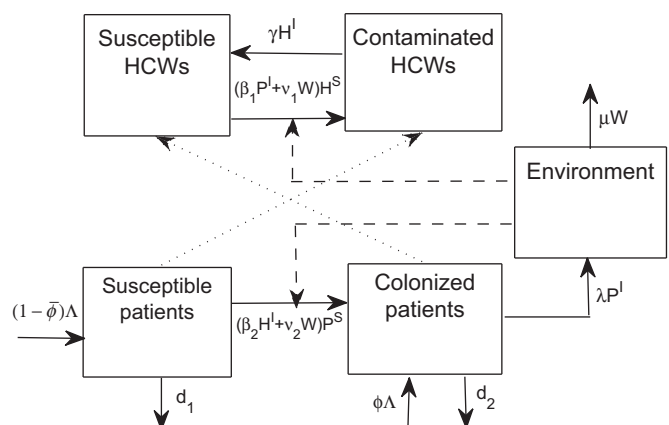 Susceptible
HCWs
γH^I
(β_1P^I+ν_1W)H^S
Contaminated
HCWs
μW
Environment
λP^I
(1−φ̄)Λ
Susceptible
patients
(β_2H^I+ν_2W)P^S
Colonized
patients
d_1
φΛ
d_2